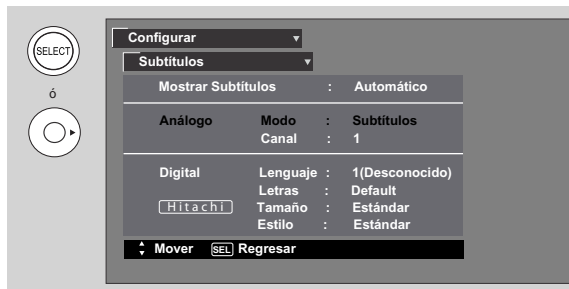 SELECT
ó
Configurar
Subtítulos
Mostrar Subtítulos : Automático
Análogo Modo : Subtítulos
Canal : 1
Digital Lenguaje : 1(Desconocido)
Letras : Default
Hitachi Tamaño : Estándar
Estilo : Estándar
Mover SEL Regresar